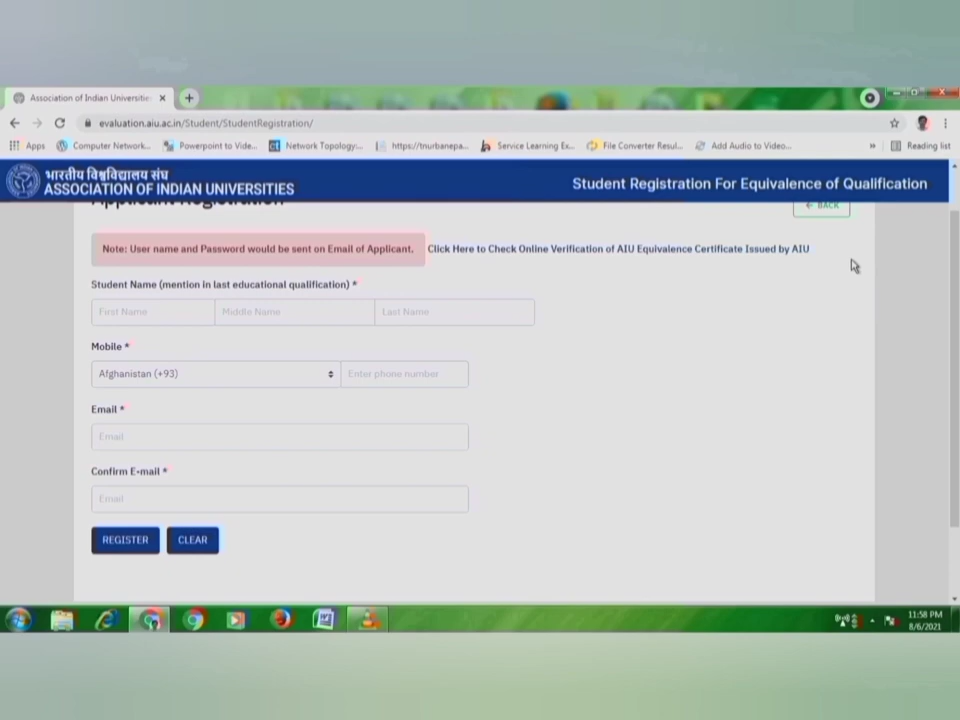 Association of Indian Universitie
evaluation.aiu.ac.in/Student/StudentRegistration/
Apps
Computer Network...
Powerpoint to Vide...
Network Topology:...
https://tnurbanepa...
Service Learning Ex...
File Converter Resul...
Add Audio to Video...
»
Reading list
भारतीय विश्वविद्यालय संघ
ASSOCIATION OF INDIAN UNIVERSITIES
Student Registration For Equivalence of Qualification
Applicant Registration
← BACK
Note: User name and Password would be sent on Email of Applicant.
Click Here to Check Online Verification of AIU Equivalence Certificate Issued by AIU
Student Name (mention in last educational qualification) *
First Name
Middle Name
Last Name
Mobile *
Afghanistan (+93)
Enter phone number
Email *
Email
Confirm E-mail *
Email
REGISTER
CLEAR
11:58 PM
8/6/2021